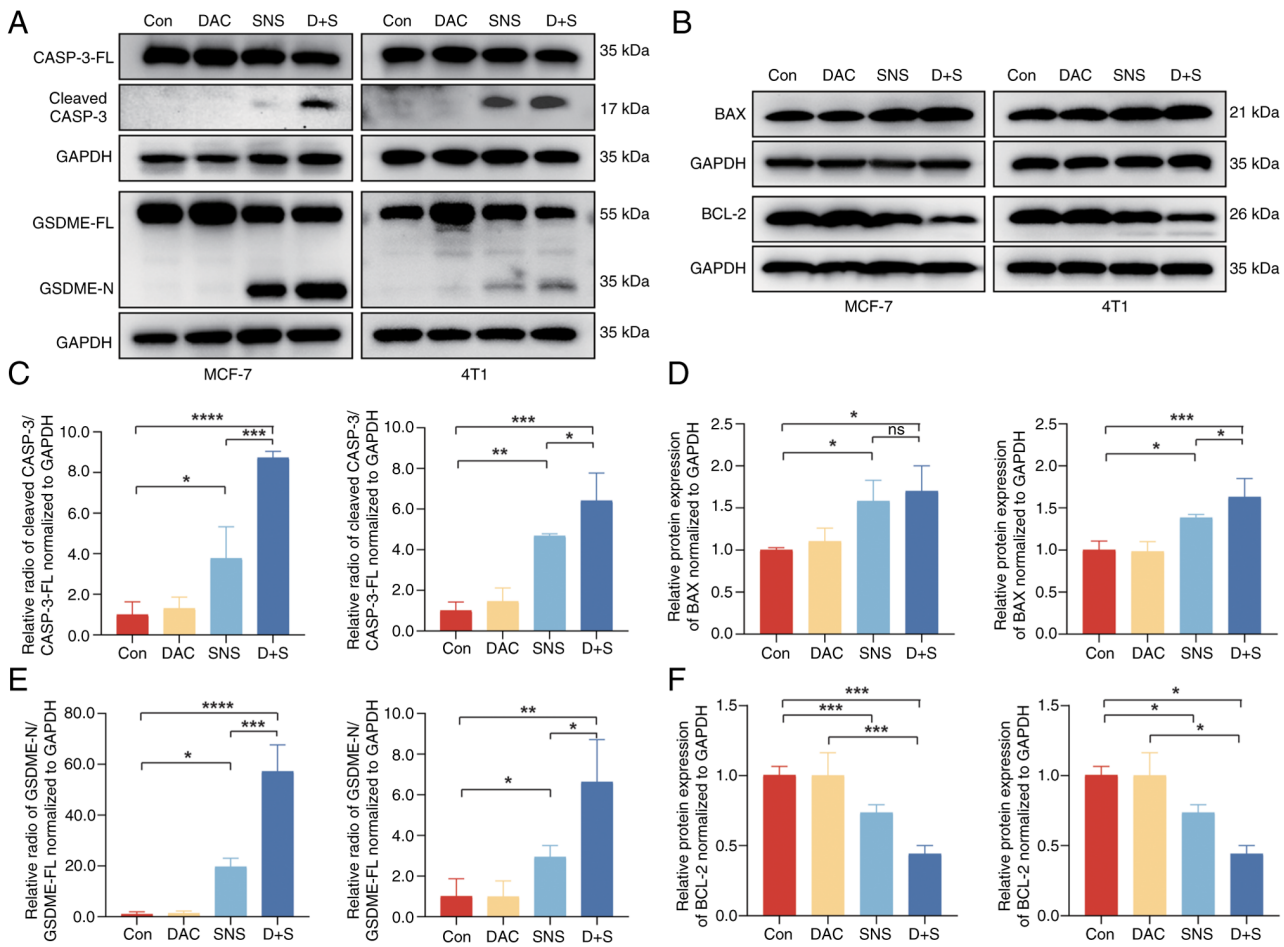 A
Con DAC SNS D+S Con DAC SNS D+S
CASP-3-FL 35 kDa
Cleaved
CASP-3 17 kDa
GAPDH 35 kDa
GSDME-FL 55 kDa
GSDME-N 35 kDa
GAPDH 35 kDa
MCF-7 4T1
B
Con DAC SNS D+S Con DAC SNS D+S
BAX 21 kDa
GAPDH 35 kDa
BCL-2 26 kDa
GAPDH 35 kDa
MCF-7 4T1
C
Relative radio of cleaved CASP-3/
CASP-3-FL normalized to GAPDH
10.0
8.0
6.0
4.0
2.0
0.0
****
***
*
Con DAC SNS D+S
Relative ratio of cleaved CASP-3/
CASP-3-FL normalized to GAPDH
10.0
8.0
6.0
4.0
2.0
0.0
***
*
**
Con DAC SNS D+S
D
Relative protein expression
of BAX normalized to GAPDH
2.5
2.0
1.5
1.0
0.5
0.0
*
ns
*
Con DAC SNS D+S
Relative protein expression
of BAX normalized to GAPDH
2.5
2.0
1.5
1.0
0.5
0.0
***
*
*
Con DAC SNS D+S
E
Relative radio of GSDME-N/
GSDME-FL normalized to GAPDH
80.0
60.0
40.0
20.0
0.0
****
***
*
Con DAC SNS D+S
Relative radio of GSDME-N/
GSDME-FL normalized to GAPDH
10.0
8.0
6.0
4.0
2.0
0.0
**
*
*
Con DAC SNS D+S
F
Relative protein expression
of BCL-2 normalized to GAPDH
1.5
1.0
0.5
0.0
***
***
***
Con DAC SNS D+S
Relative protein expression
of BCL-2 normalized to GAPDH
1.5
1.0
0.5
0.0
*
*
*
Con DAC SNS D+S